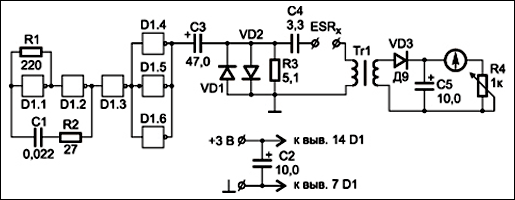 R1
220
D1.1
D1.2
D1.3
C1
R2
0,022
27
D1.4
D1.5
D1.6
C3
+
47,0
VD1
VD2
C4
3,3
R3
5,1
ESRx
Tr1
VD3
Д9
+
C5
10,0
R4
1к
+3 В
к выв. 14 D1
+
C2
10,0
к выв. 7 D1